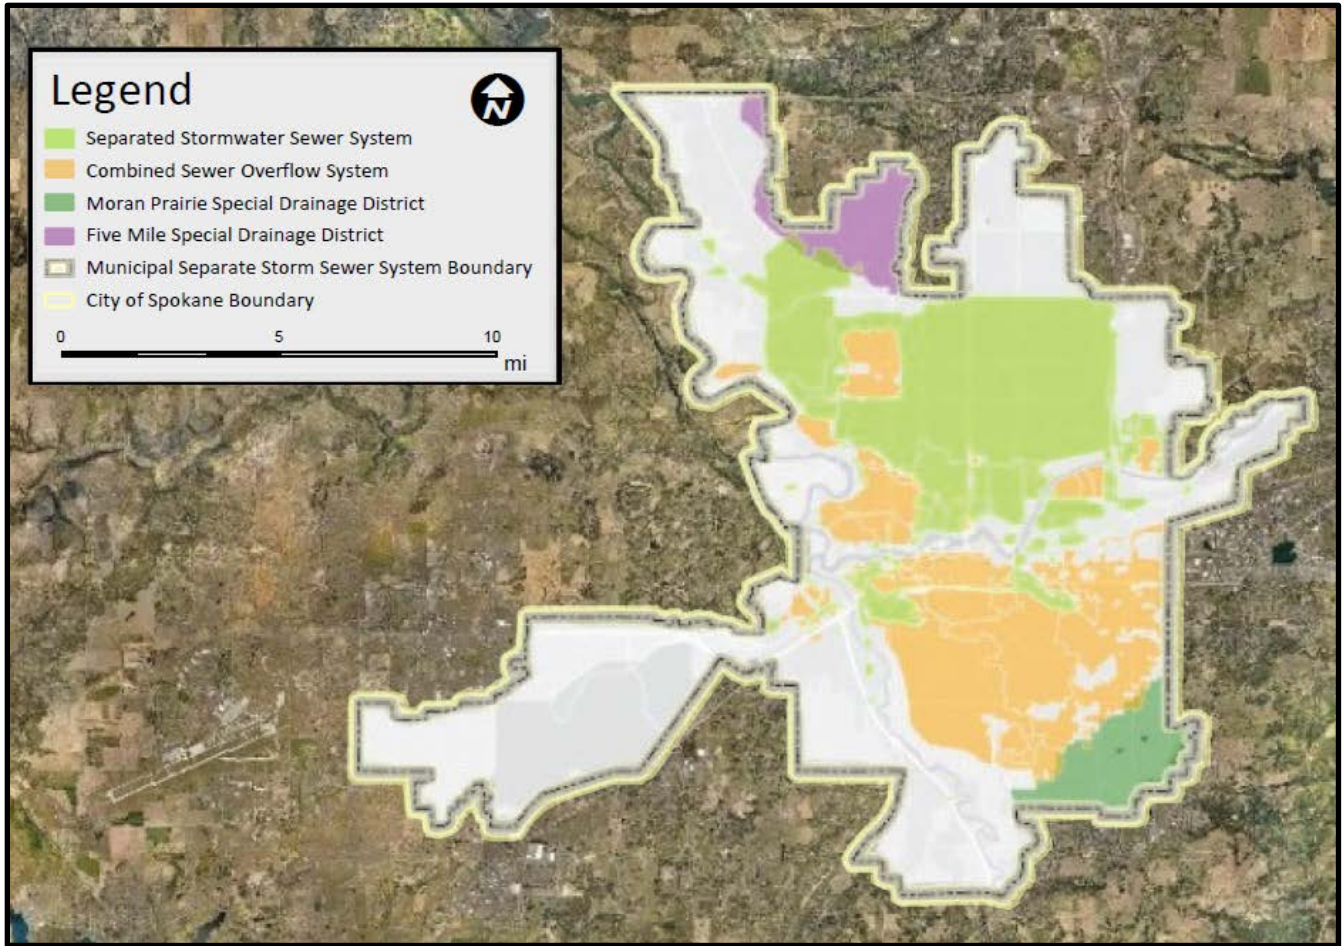 Legend
N
Separated Stormwater Sewer System
Combined Sewer Overflow System
Moran Prairie Special Drainage District
Five Mile Special Drainage District
Municipal Separate Storm Sewer System Boundary
City of Spokane Boundary
0 5 10
mi